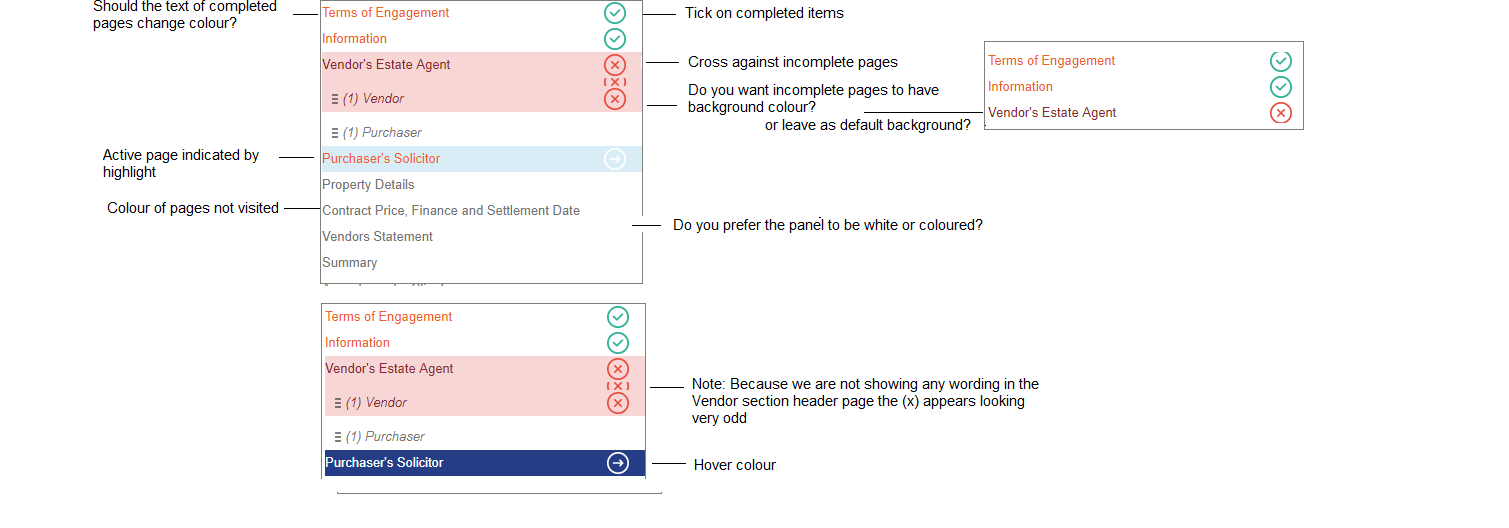 Should the text of completed
pages change colour?
Terms of Engagement
Tick on completed items
Information
Vendor's Estate Agent
Cross against incomplete pages
(1) Vendor
Do you want incomplete pages to have
background colour?
or leave as default background?
Terms of Engagement
Information
Vendor's Estate Agent
(1) Purchaser
Active page indicated by
highlight
Purchaser's Solicitor
Property Details
Colour of pages not visited
Contract Price, Finance and Settlement Date
Do you prefer the panel to be white or coloured?
Vendors Statement
Summary
Terms of Engagement
Information
Vendor's Estate Agent
(1) Vendor
Note: Because we are not showing any wording in the
Vendor section header page the (x) appears looking
very odd
(1) Purchaser
Purchaser's Solicitor
Hover colour